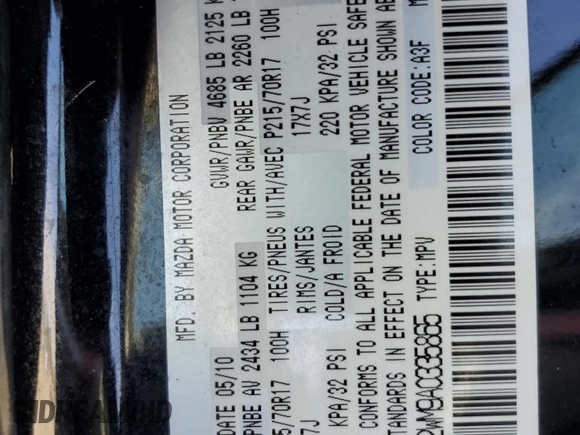 MFD. BY MAZDA MOTOR CORPORATION
DATE 05/10 GVWR/PNBV 4685 LB 2125 K
PNBE AV 2434 LB 1104 KG REAR GAWR/PNBE AR 2260 LB
5/70R17 100H TIRES/PNEUS WITH/AVEC P215/70R17 100H
7J RIMS/JANTES 17X7J
KPA/32 PSI COLD/A FROID 220 KPA/32 PSI
CONFORMS TO ALL APPLICABLE FEDERAL MOTOR VEHICLE SAFE
STANDARDS IN EFFECT ON THE DATE OF MANUFACTURE SHOWN AB
2WM9AC0335865 TYPE:MPV COLOR CODE:A3F
EDIREAMBID